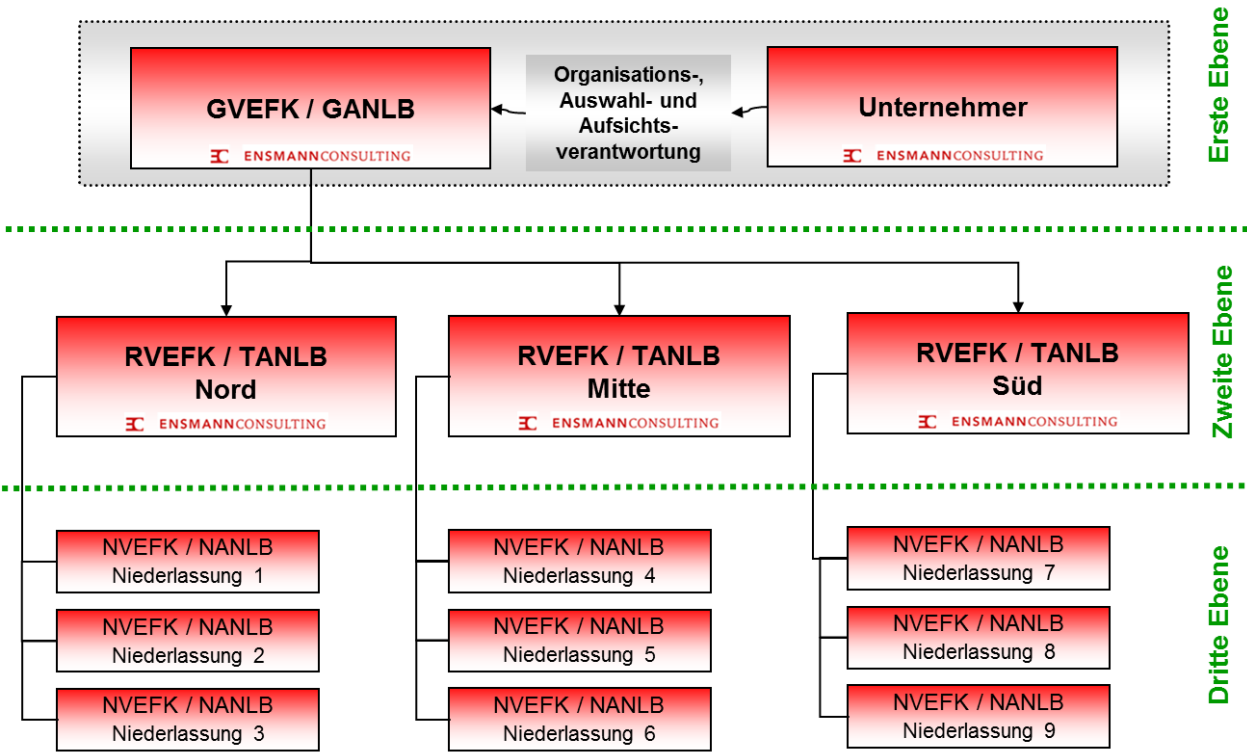 GVEFK / GANLB
ENSMANNCONSULTING
Organisations-,
Auswahl- und
Aufsichts-
verantwortung
Unternehmer
ENSMANNCONSULTING
Erste Ebene
RVEFK / TANLB
Nord
ENSMANNCONSULTING
RVEFK / TANLB
Mitte
ENSMANNCONSULTING
RVEFK / TANLB
Süd
ENSMANNCONSULTING
Zweite Ebene
NVEFK / NANLB
Niederlassung 1
NVEFK / NANLB
Niederlassung 2
NVEFK / NANLB
Niederlassung 3
NVEFK / NANLB
Niederlassung 4
NVEFK / NANLB
Niederlassung 5
NVEFK / NANLB
Niederlassung 6
NVEFK / NANLB
Niederlassung 7
NVEFK / NANLB
Niederlassung 8
NVEFK / NANLB
Niederlassung 9
Dritte Ebene